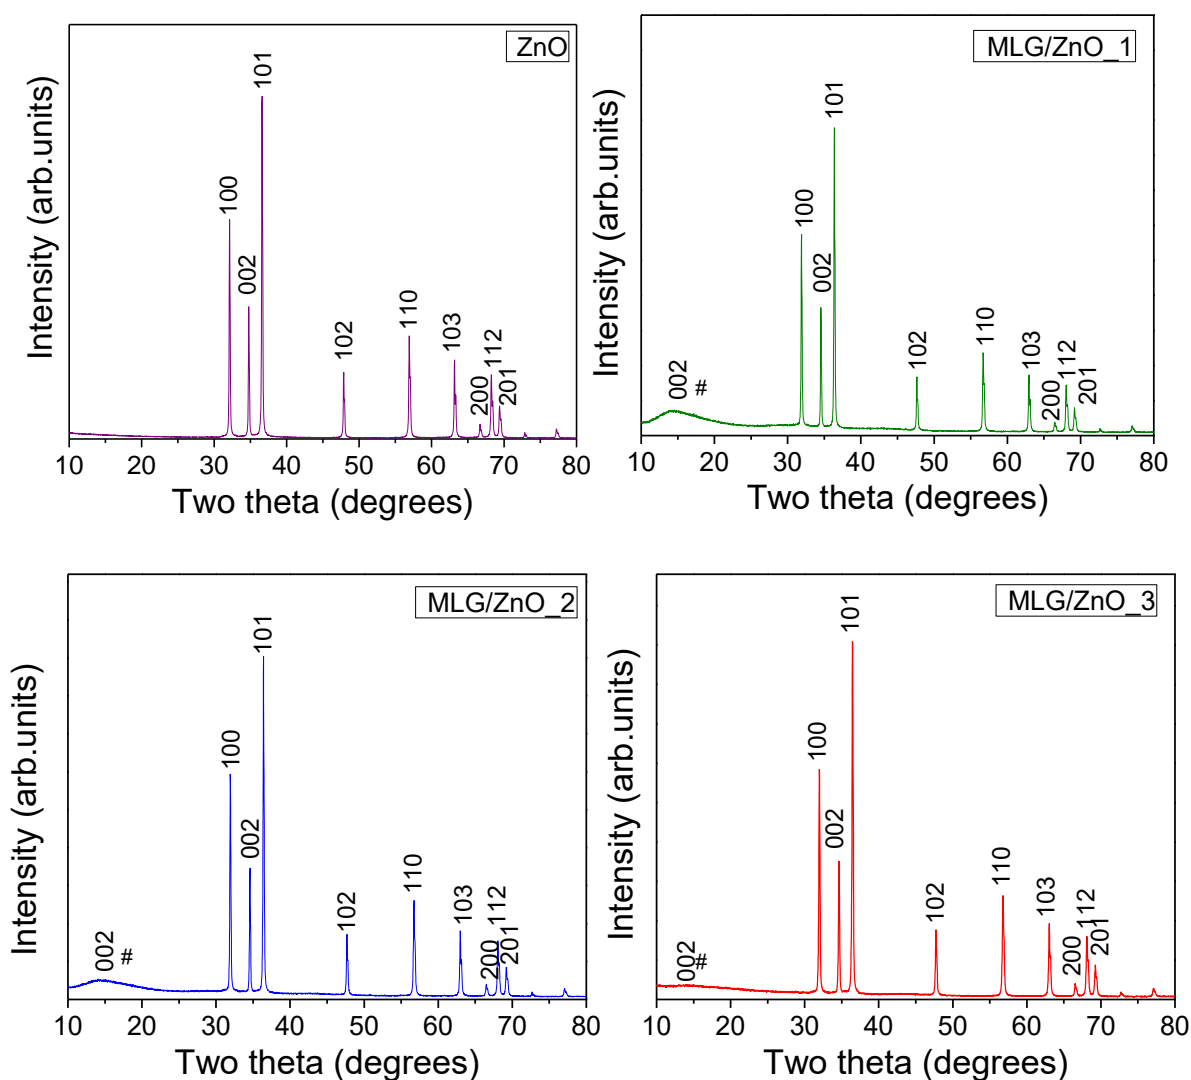 ZnO
Intensity (arb.units)
100
002
101
102
110
103
200
112
201
10 20 30 40 50 60 70 80
Two theta (degrees)
MLG/ZnO_1
Intensity (arb.units)
002 #
100
002
101
102
110
103
200
112
201
10 20 30 40 50 60 70 80
Two theta (degrees)
MLG/ZnO_2
Intensity (arb.units)
002 #
100
002
101
102
110
103
200
112
201
10 20 30 40 50 60 70 80
Two theta (degrees)
MLG/ZnO_3
Intensity (arb.units)
002#
100
002
101
102
110
103
200
112
201
10 20 30 40 50 60 70 80
Two theta (degrees)